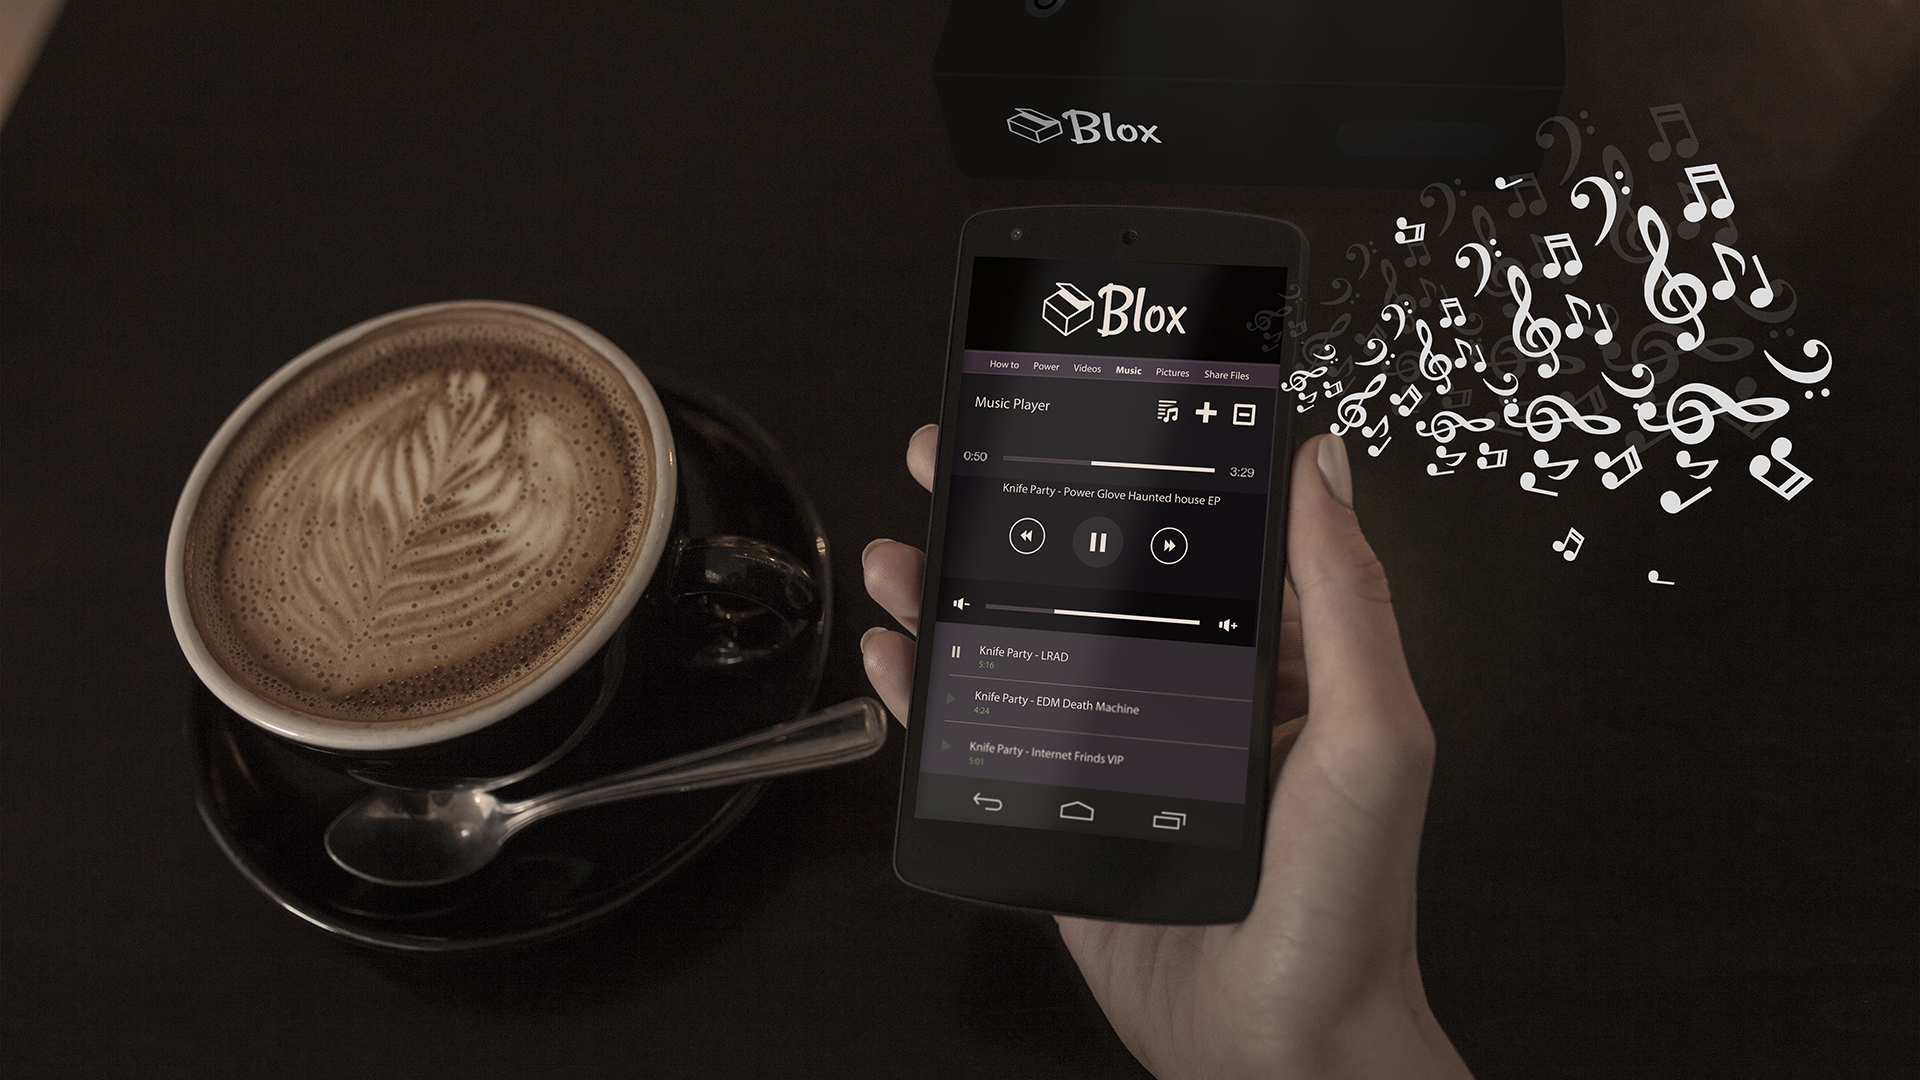 Blox
Blox
How to Power Videos Music Pictures Share Files
Music Player
0:50 3:29
Knife Party - Power Glove Haunted house EP
Knife Party - LRAD
5:16
Knife Party - EDM Death Machine
4:24
Knife Party - Internet Frinds VIP
5:01